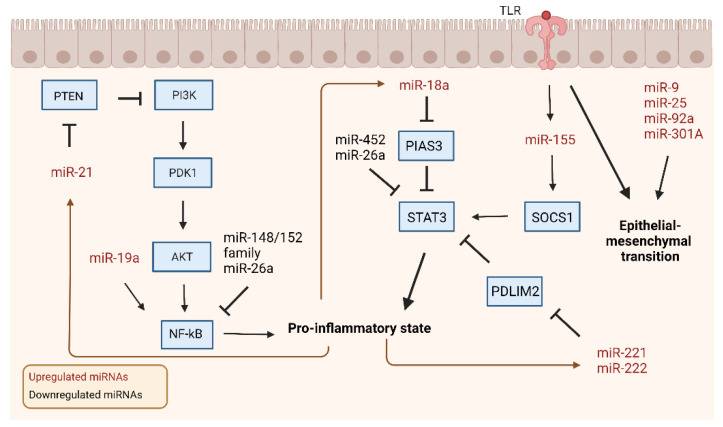 TLR
PTEN
PI3K
miR-18a
miR-9
miR-25
miR-92a
miR-301A
miR-452
miR-26a
PIAS3
miR-155
miR-21
PDK1
STAT3
SOCS1
Epithelial-
mesenchymal
transition
miR-19a
AKT
miR-148/152
family
miR-26a
PDLIM2
NF-kB
Pro-inflammatory state
miR-221
miR-222
Upregulated miRNAs
Downregulated miRNAs